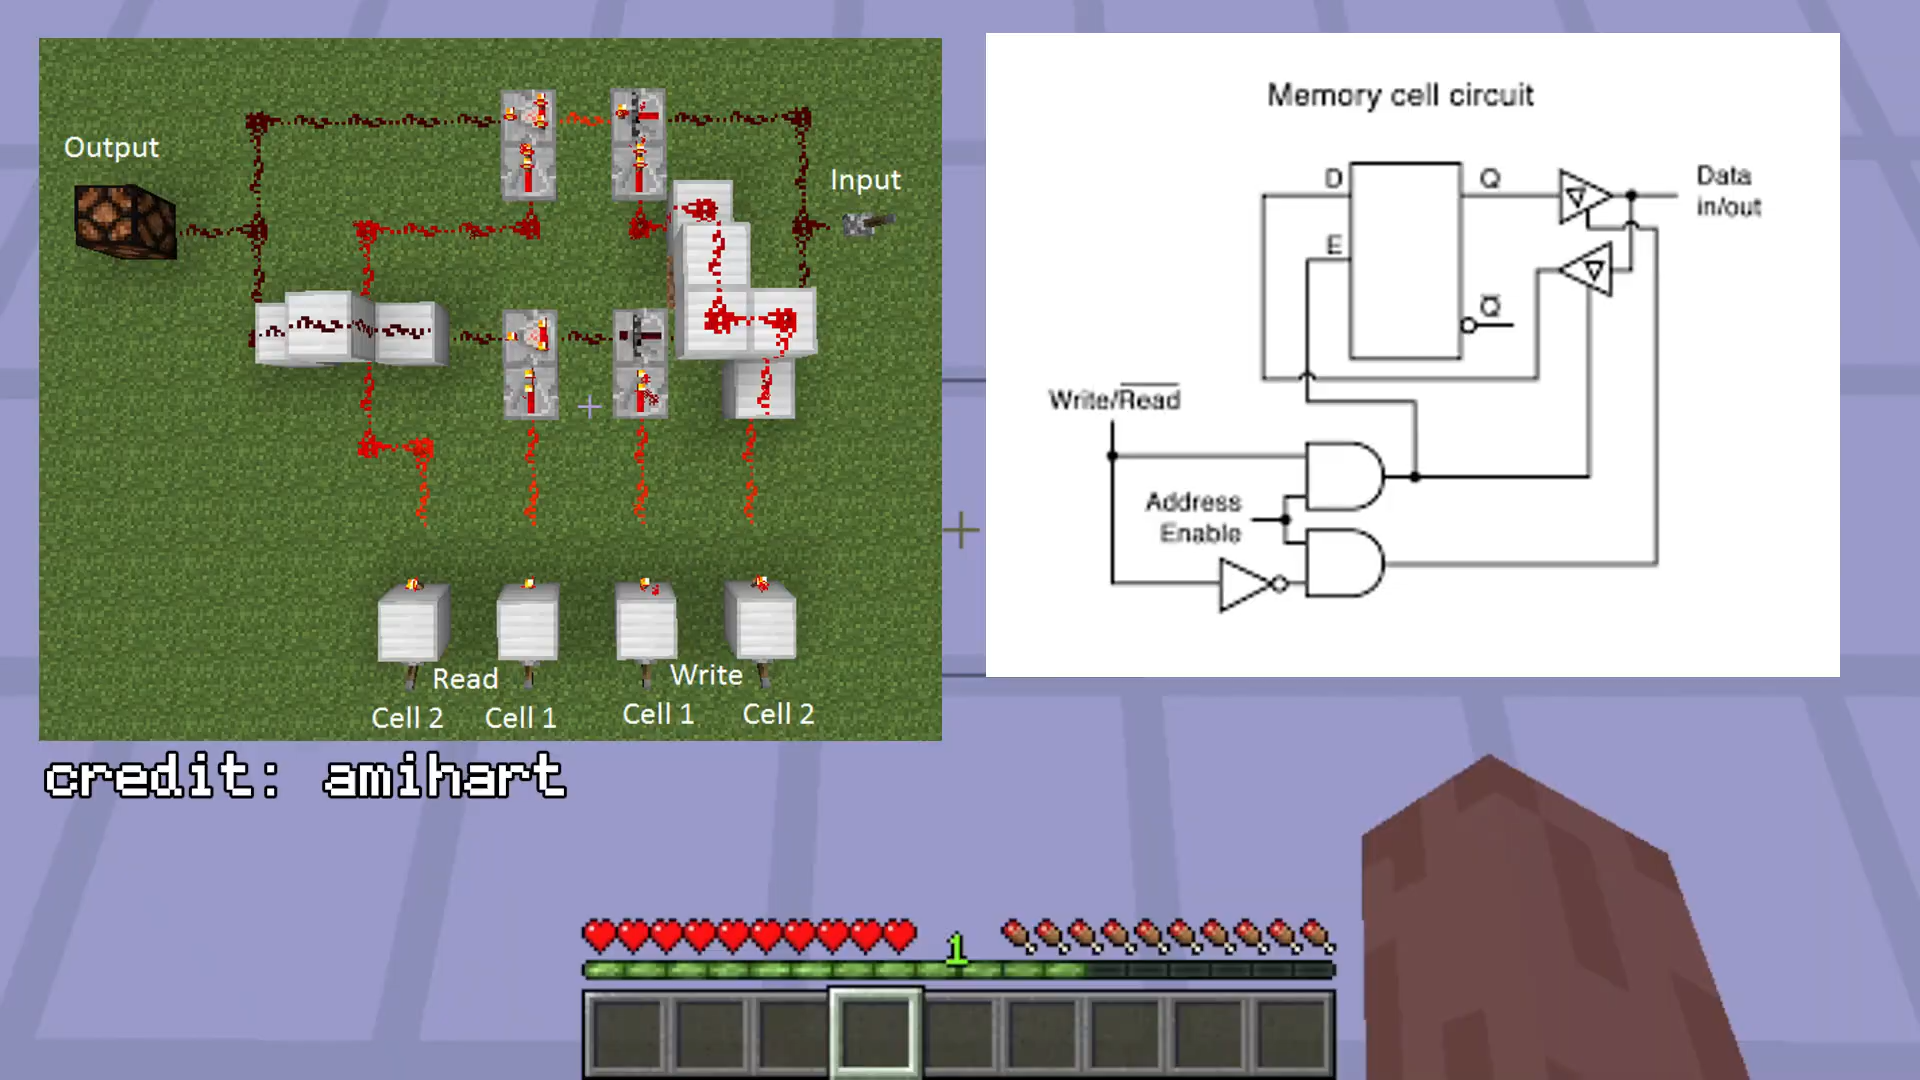 Output
Input
Read
Write
Cell 2
Cell 1
Cell 1
Cell 2
credit: amihart
Memory cell circuit
D
Q
Data
in/out
E
Q̅
Write/R̅e̅a̅d̅
Address
Enable
1